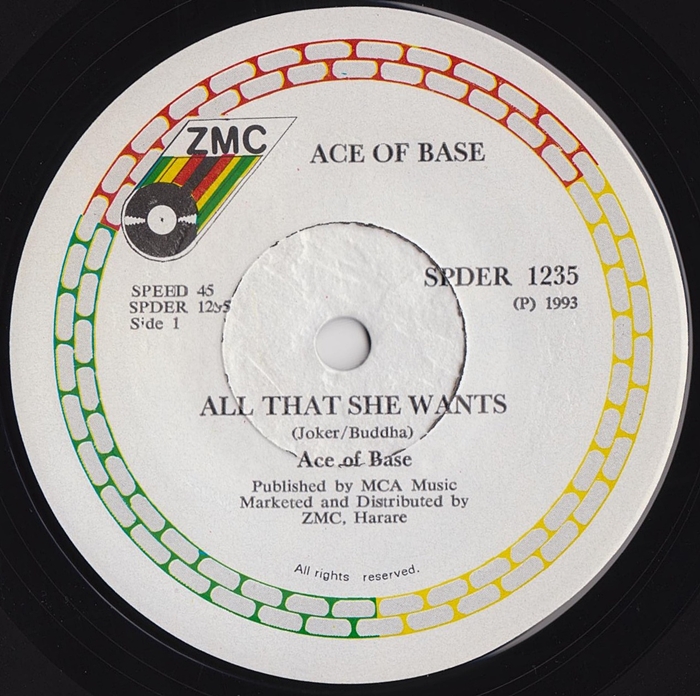 ZMC
ACE OF BASE
SPDER 1235
(P) 1993
SPEED 45
SPDER
Side 1
ALL THAT SHE WANTS
(Joker/Buddha)
Ace of Base
Published by MCA Music
Marketed and Distributed by
ZMC, Harare
All rights reserved.